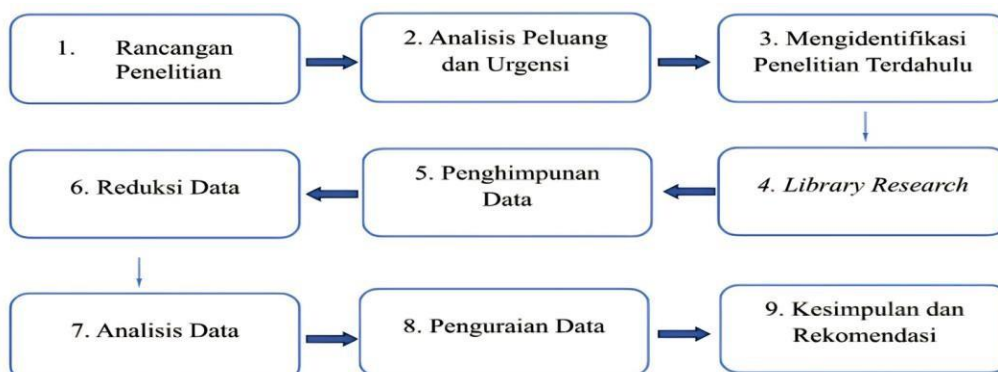 1. Rancangan
Penelitian
2. Analisis Peluang
dan Urgensi
3. Mengidentifikasi
Penelitian Terdahulu
4. Library Research
5. Penghimpunan
Data
6. Reduksi Data
7. Analisis Data
8. Penguraian Data
9. Kesimpulan dan
Rekomendasi